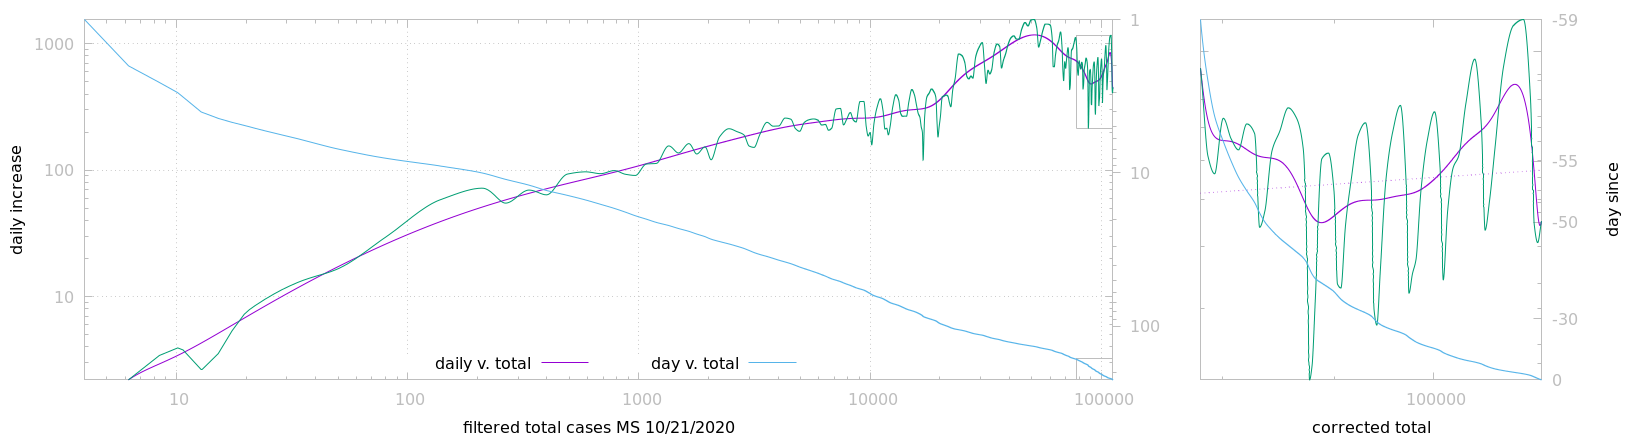 1000
100
10
daily increase
10
100
1000
10000
100000
filtered total cases MS 10/21/2020
daily v. total
day v. total
1
10
100
100000
corrected total
-59
-55
-50
-30
0
day since